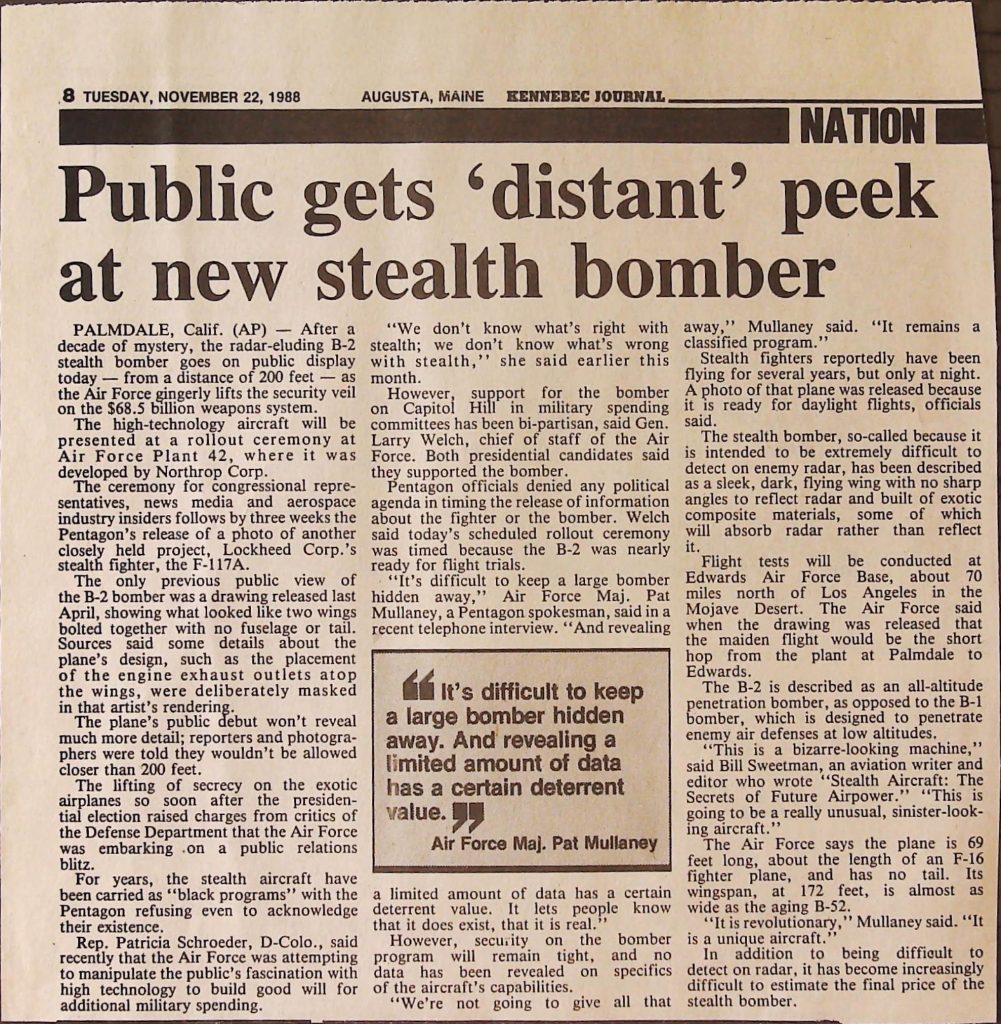 8 TUESDAY, NOVEMBER 22, 1988 AUGUSTA, MAINE KENNEBEC JOURNAL
NATION
Public gets ‘distant’ peek
at new stealth bomber
PALMDALE, Calif. (AP) — After a
decade of mystery, the radar-eluding B-2
stealth bomber goes on public display
today — from a distance of 200 feet — as
the Air Force gingerly lifts the security veil
on the $68.5 billion weapons system.
The high-technology aircraft will be
presented at a rollout ceremony at
Air Force Plant 42, where it was
developed by Northrop Corp.
The ceremony for congressional repre-
sentatives, news media and aerospace
industry insiders follows by three weeks the
Pentagon's release of a photo of another
closely held project, Lockheed Corp.'s
stealth fighter, the F-117A.
The only previous public view of
the B-2 bomber was a drawing released last
April, showing what looked like two wings
bolted together with no fuselage or tail.
Sources said some details about the
plane's design, such as the placement
of the engine exhaust outlets atop
the wings, were deliberately masked
in that artist's rendering.
The plane's public debut won't reveal
much more detail; reporters and photogra-
phers were told they wouldn't be allowed
closer than 200 feet.
The lifting of secrecy on the exotic
airplanes so soon after the presiden-
tial election raised charges from critics of
the Defense Department that the Air Force
was embarking on a public relations
blitz.
For years, the stealth aircraft have
been carried as "black programs" with the
Pentagon refusing even to acknowledge
their existence.
Rep. Patricia Schroeder, D-Colo., said
recently that the Air Force was attempting
to manipulate the public's fascination with
high technology to build good will for
additional military spending.
"We don't know what's right with
stealth; we don't know what's wrong
with stealth," she said earlier this
month.
However, support for the bomber
on Capitol Hill in military spending
committees has been bi-partisan, said Gen.
Larry Welch, chief of staff of the Air
Force. Both presidential candidates said
they supported the bomber.
Pentagon officials denied any political
agenda in timing the release of information
about the fighter or the bomber. Welch
said today's scheduled rollout ceremony
was timed because the B-2 was nearly
ready for flight trials.
"It's difficult to keep a large bomber
hidden away," Air Force Maj. Pat
Mullaney, a Pentagon spokesman, said in a
recent telephone interview. "And revealing
“It's difficult to keep
a large bomber hidden
away. And revealing a
limited amount of data
has a certain deterrent
value.”
Air Force Maj. Pat Mullaney
a limited amount of data has a certain
deterrent value. It lets people know
that it does exist, that it is real."
However, security on the bomber
program will remain tight, and no
data has been revealed on specifics
of the aircraft's capabilities.
"We're not going to give all that
away," Mullaney said. "It remains a
classified program."
Stealth fighters reportedly have been
flying for several years, but only at night.
A photo of that plane was released because
it is ready for daylight flights, officials
said.
The stealth bomber, so-called because it
is intended to be extremely difficult to
detect on enemy radar, has been described
as a sleek, dark, flying wing with no sharp
angles to reflect radar and built of exotic
composite materials, some of which
will absorb radar rather than reflect
it.
Flight tests will be conducted at
Edwards Air Force Base, about 70
miles north of Los Angeles in the
Mojave Desert. The Air Force said
when the drawing was released that
the maiden flight would be the short
hop from the plant at Palmdale to
Edwards.
The B-2 is described as an all-altitude
penetration bomber, as opposed to the B-1
bomber, which is designed to penetrate
enemy air defenses at low altitudes.
"This is a bizarre-looking machine,"
said Bill Sweetman, an aviation writer and
editor who wrote "Stealth Aircraft: The
Secrets of Future Airpower." "This is
going to be a really unusual, sinister-look-
ing aircraft."
The Air Force says the plane is 69
feet long, about the length of an F-16
fighter plane, and has no tail. Its
wingspan, at 172 feet, is almost as
wide as the aging B-52.
"It is revolutionary," Mullaney said. "It
is a unique aircraft."
In addition to being difficult to
detect on radar, it has become increasingly
difficult to estimate the final price of the
stealth bomber.